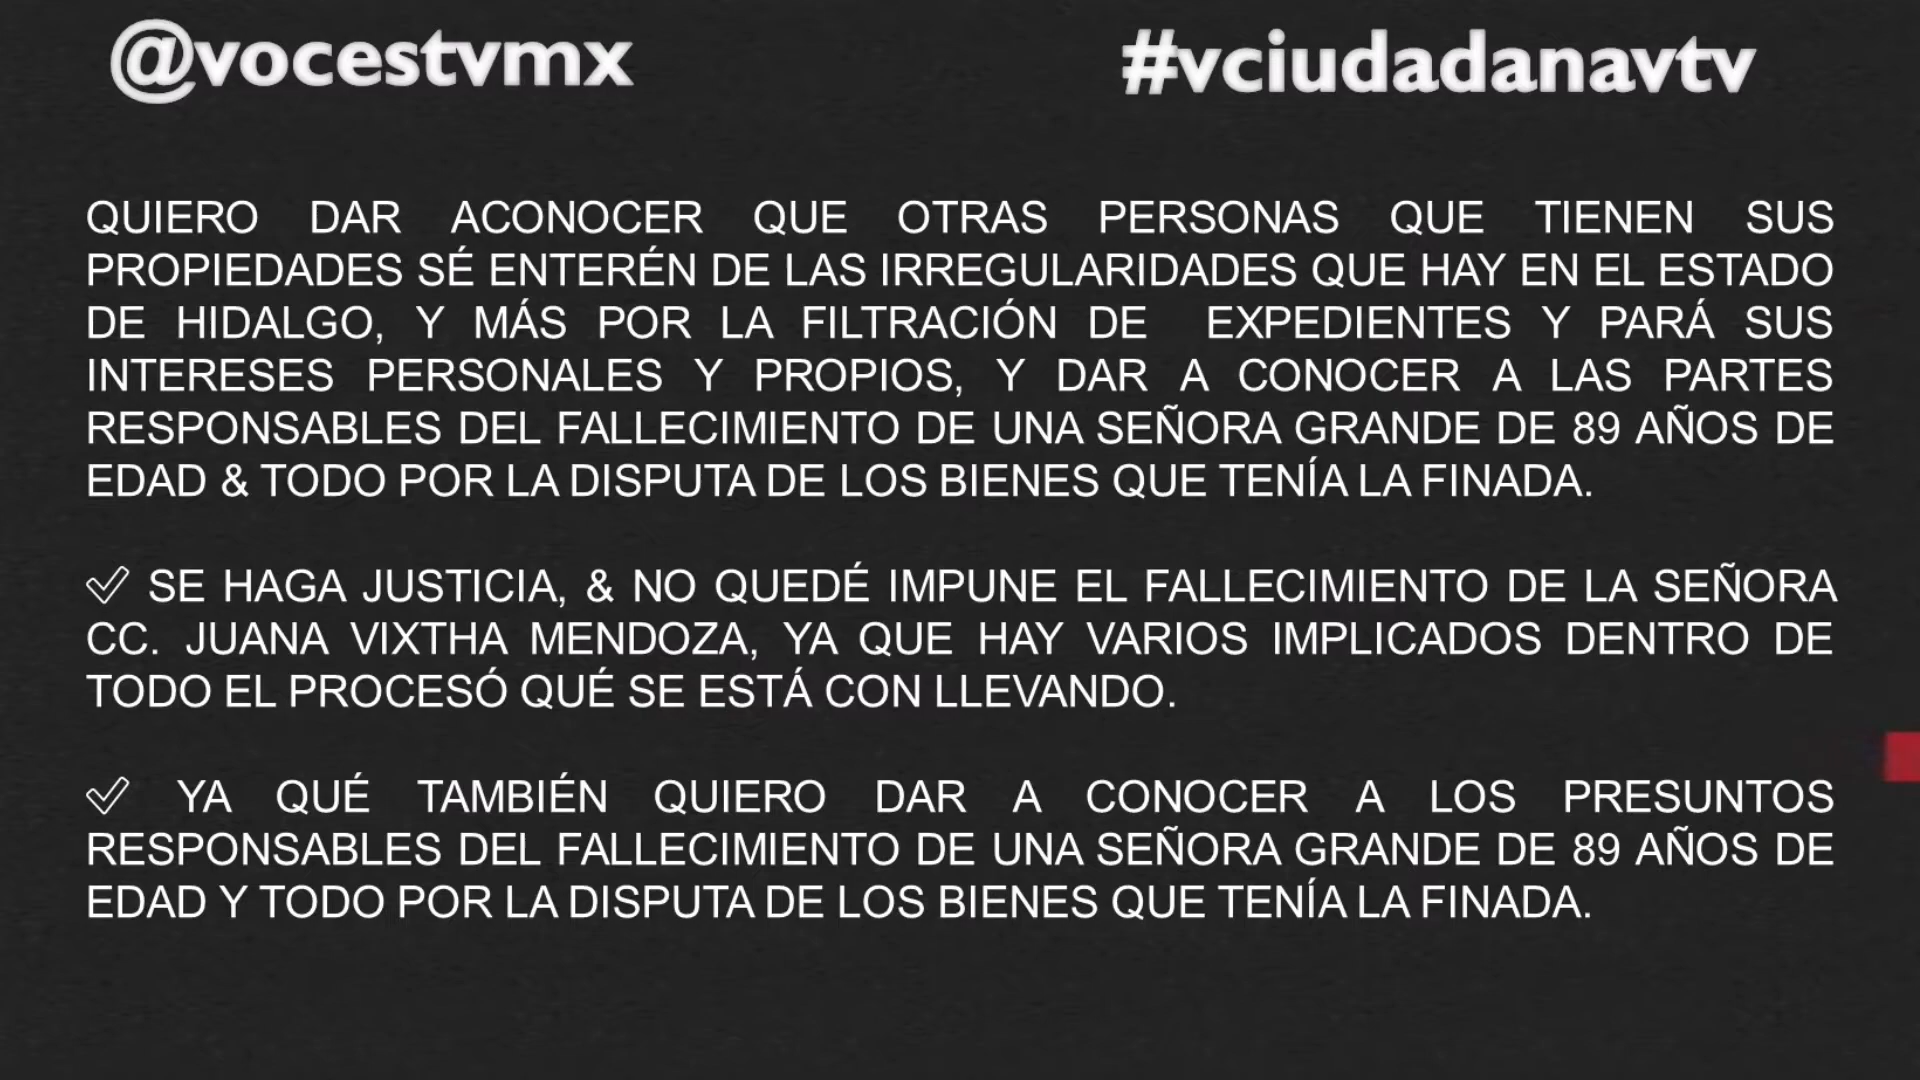 @vocestvmx #vciudadanavtv
QUIERO DAR ACONOCER QUE OTRAS PERSONAS QUE TIENEN SUS
PROPIEDADES SÉ ENTERÉN DE LAS IRREGULARIDADES QUE HAY EN EL ESTADO
DE HIDALGO, Y MÁS POR LA FILTRACIÓN DE EXPEDIENTES Y PARÁ SUS
INTERESES PERSONALES Y PROPIOS, Y DAR A CONOCER A LAS PARTES
RESPONSABLES DEL FALLECIMIENTO DE UNA SEÑORA GRANDE DE 89 AÑOS DE
EDAD & TODO POR LA DISPUTA DE LOS BIENES QUE TENÍA LA FINADA.
✅ SE HAGA JUSTICIA, & NO QUEDÉ IMPUNE EL FALLECIMIENTO DE LA SEÑORA
CC. JUANA VIXTHA MENDOZA, YA QUE HAY VARIOS IMPLICADOS DENTRO DE
TODO EL PROCESÓ QUÉ SE ESTÁ CON LLEVANDO.
✅ YA QUÉ TAMBIÉN QUIERO DAR A CONOCER A LOS PRESUNTOS
RESPONSABLES DEL FALLECIMIENTO DE UNA SEÑORA GRANDE DE 89 AÑOS DE
EDAD Y TODO POR LA DISPUTA DE LOS BIENES QUE TENÍA LA FINADA.